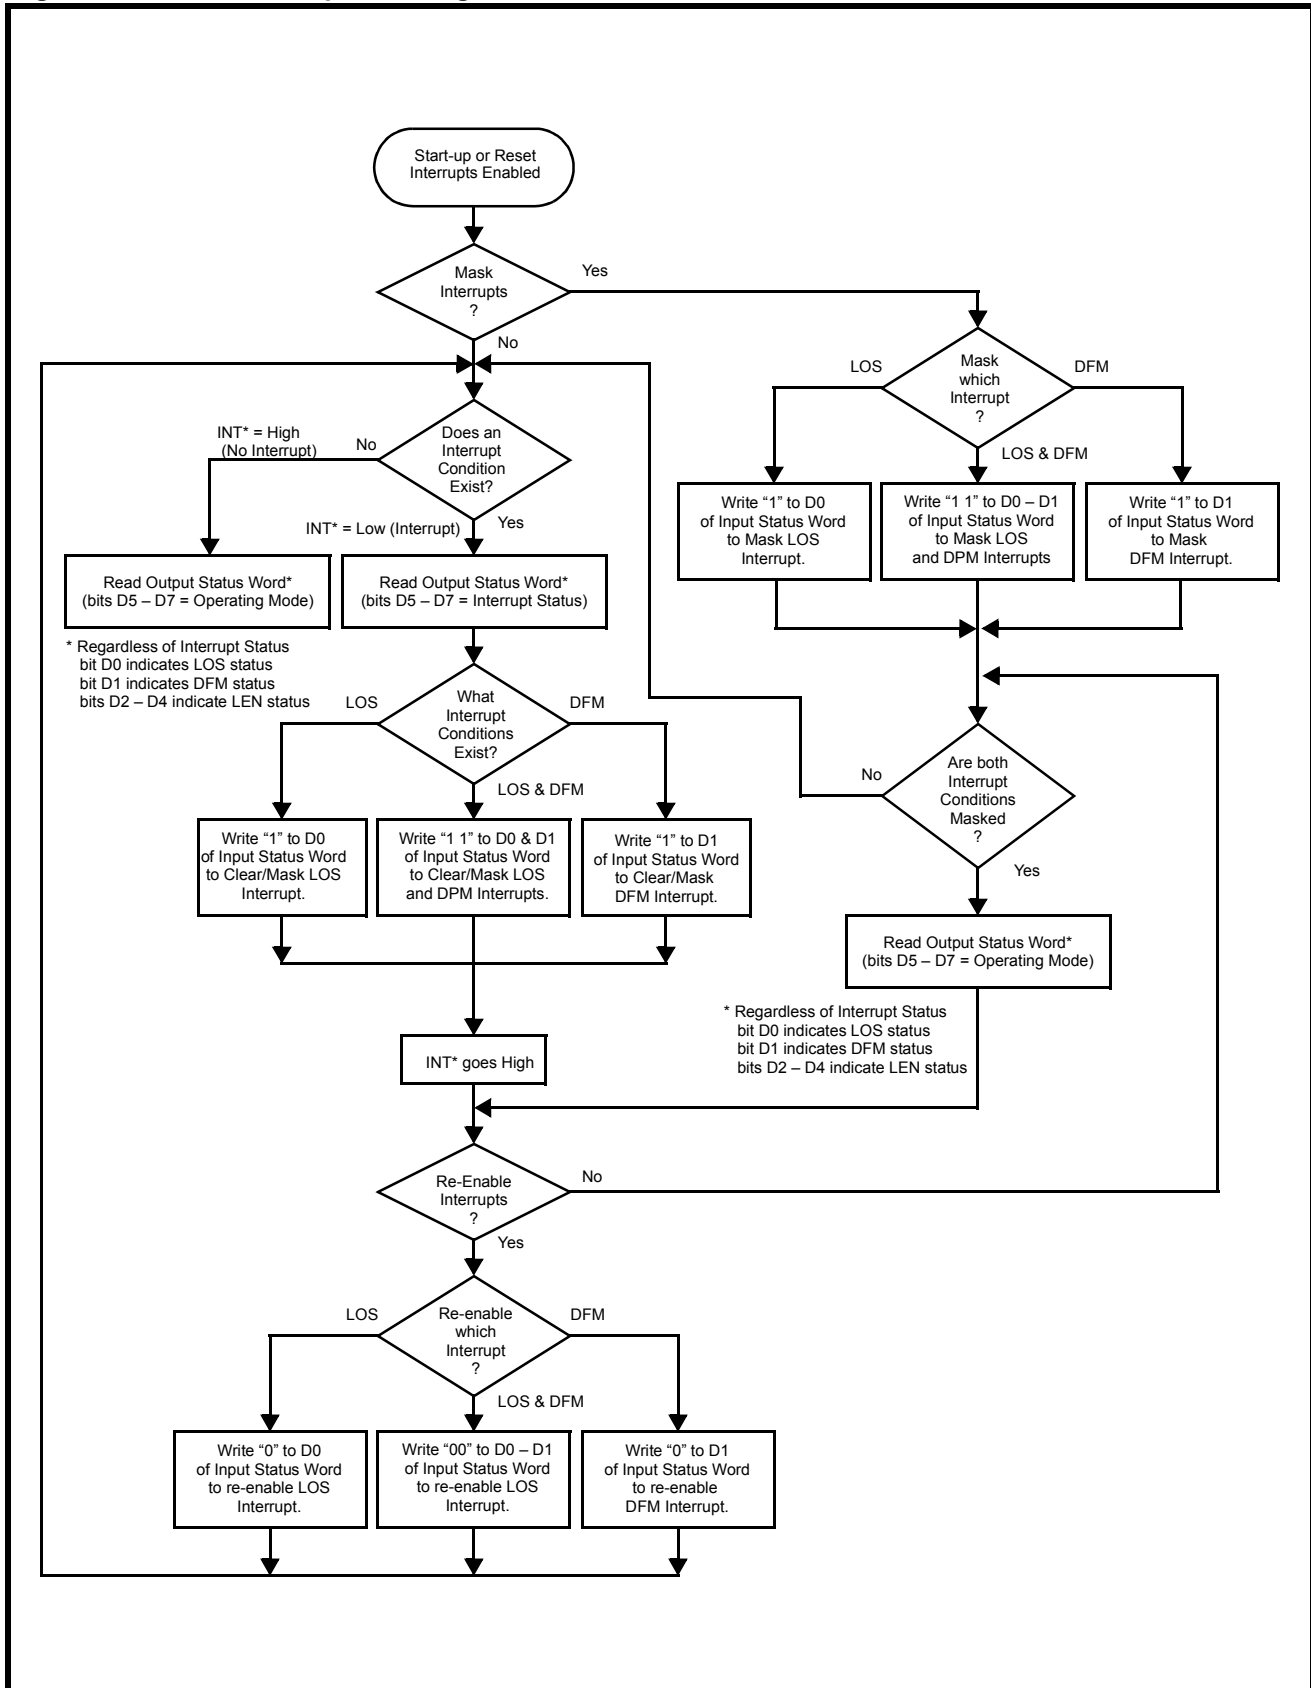 Start-up or Reset
Interrupts Enabled
Mask
Interrupts
?
Yes
No
Mask
which
Interrupt
?
LOS
DFM
LOS & DFM
Write “1” to D0
of Input Status Word
to Mask LOS
Interrupt.
Write “1 1” to D0 – D1
of Input Status Word
to Mask LOS
and DPM Interrupts
Write “1” to D1
of Input Status Word
to Mask
DFM Interrupt.
Does an
Interrupt
Condition
Exist?
INT* = High
(No Interrupt)
No
INT* = Low (Interrupt)
Yes
Read Output Status Word*
(bits D5 – D7 = Operating Mode)
Read Output Status Word*
(bits D5 – D7 = Interrupt Status)
* Regardless of Interrupt Status
bit D0 indicates LOS status
bit D1 indicates DFM status
bits D2 – D4 indicate LEN status
What
Interrupt
Conditions
Exist?
LOS
DFM
LOS & DFM
Write “1” to D0
of Input Status Word
to Clear/Mask LOS
Interrupt.
Write “1 1” to D0 & D1
of Input Status Word
to Clear/Mask LOS
and DPM Interrupts.
Write “1” to D1
of Input Status Word
to Clear/Mask
DFM Interrupt.
Are both
Interrupt
Conditions
Masked
?
No
Yes
Read Output Status Word*
(bits D5 – D7 = Operating Mode)
* Regardless of Interrupt Status
bit D0 indicates LOS status
bit D1 indicates DFM status
bits D2 – D4 indicate LEN status
INT* goes High
Re-Enable
Interrupts
?
No
Yes
Re-enable
which
Interrupt
?
LOS
DFM
LOS & DFM
Write “0” to D0
of Input Status Word
to re-enable LOS
Interrupt.
Write “00” to D0 – D1
of Input Status Word
to re-enable LOS
Interrupt.
Write “0” to D1
of Input Status Word
to re-enable
DFM Interrupt.